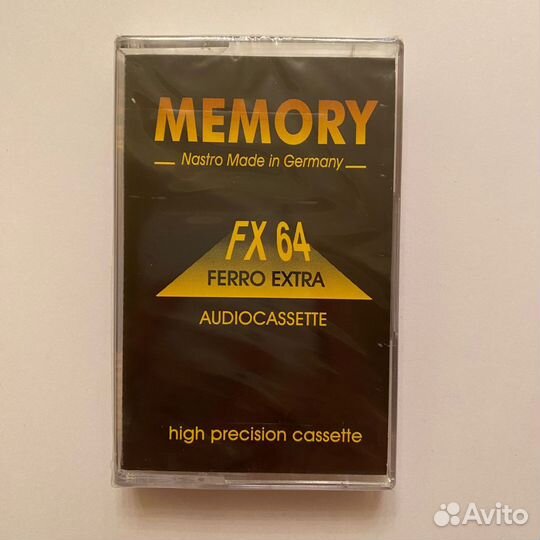 MEMORY
Nastro Made in Germany
FX 64
FERRO EXTRA
AUDIOCASSETTE
high precision cassette
Avito